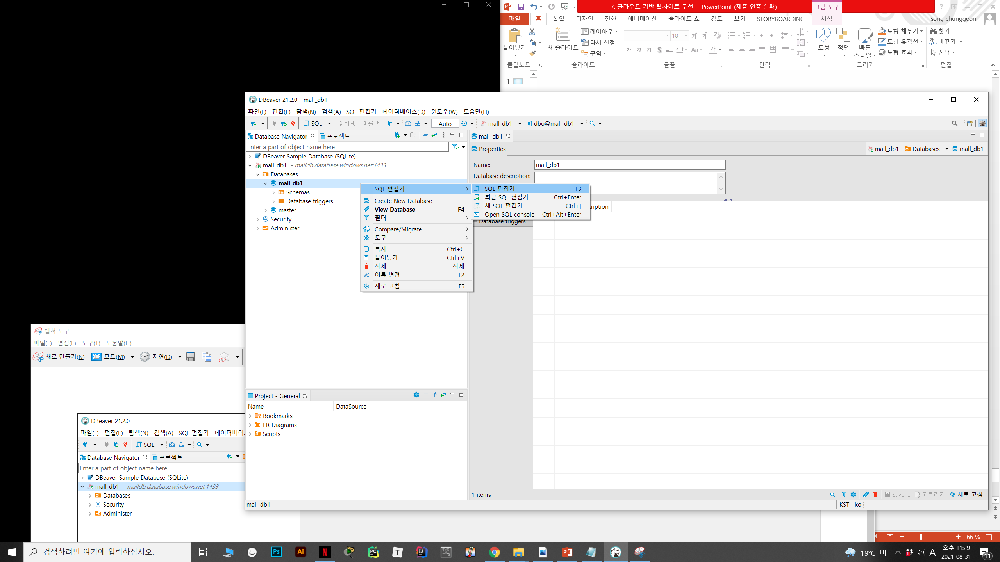 7. 클라우드 기반 웹사이트 구현 - PowerPoint (제품 인증 실패)
그림 도구
파일 홈 삽입 디자인 전환 애니메이션 슬라이드 쇼 검토 보기 STORYBOARDING 서식
song chunggeon
붙여넣기
새 슬라이드
레이아웃
다시 설정
구역
18
도형
정렬
빠른 스타일
도형 채우기
도형 윤곽선
도형 효과
찾기
바꾸기
선택
클립보드 슬라이드 글꼴 단락 그리기 편집
1
DBeaver 21.2.0 - mall_db1
파일(F) 편집(E) 탐색(N) 검색(A) SQL 편집기 데이터베이스(D) 윈도우(W) 도움말(H)
SQL 커밋 롤백 Auto mall_db1 dbo@mall_db1
Database Navigator 프로젝트
Enter a part of object name here
DBeaver Sample Database (SQLite)
mall_db1 - malldb.database.windows.net:1433
Databases
mall_db1
Schemas
Database triggers
master
Security
Administer
mall_db1
Properties
mall_db1 Databases mall_db1
Name: mall_db1
Database description:
SQL 편집기
Create New Database
View Database F4
필터
Compare/Migrate
도구
복사 Ctrl+C
붙여넣기 Ctrl+V
삭제 삭제
이름 변경 F2
새로 고침 F5
SQL 편집기 F3
최근 SQL 편집기 Ctrl+Enter
새 SQL 편집기 Ctrl+]
Open SQL console Ctrl+Alt+Enter
ription
Database triggers
Project - General
Name DataSource
Bookmarks
ER Diagrams
Scripts
1 items
Save ... 되돌리기 새로 고침
mall_db1
KST ko
캡처 도구
파일(F) 편집(E) 도구(T) 도움말(H)
새로 만들기(N) 모드(M) 지연(D)
DBeaver 21.2.0
파일(F) 편집(E) 탐색(N) 검색(A) SQL 편집기 데이터베이스
SQL
Database Navigator 프로젝트
Enter a part of object name here
DBeaver Sample Database (SQLite)
mall_db1 - malldb.database.windows.net:1433
Databases
Security
Administer
66 %
검색하려면 여기에 입력하십시오.
19°C 비
A
오후 11:29
2021-08-31
11